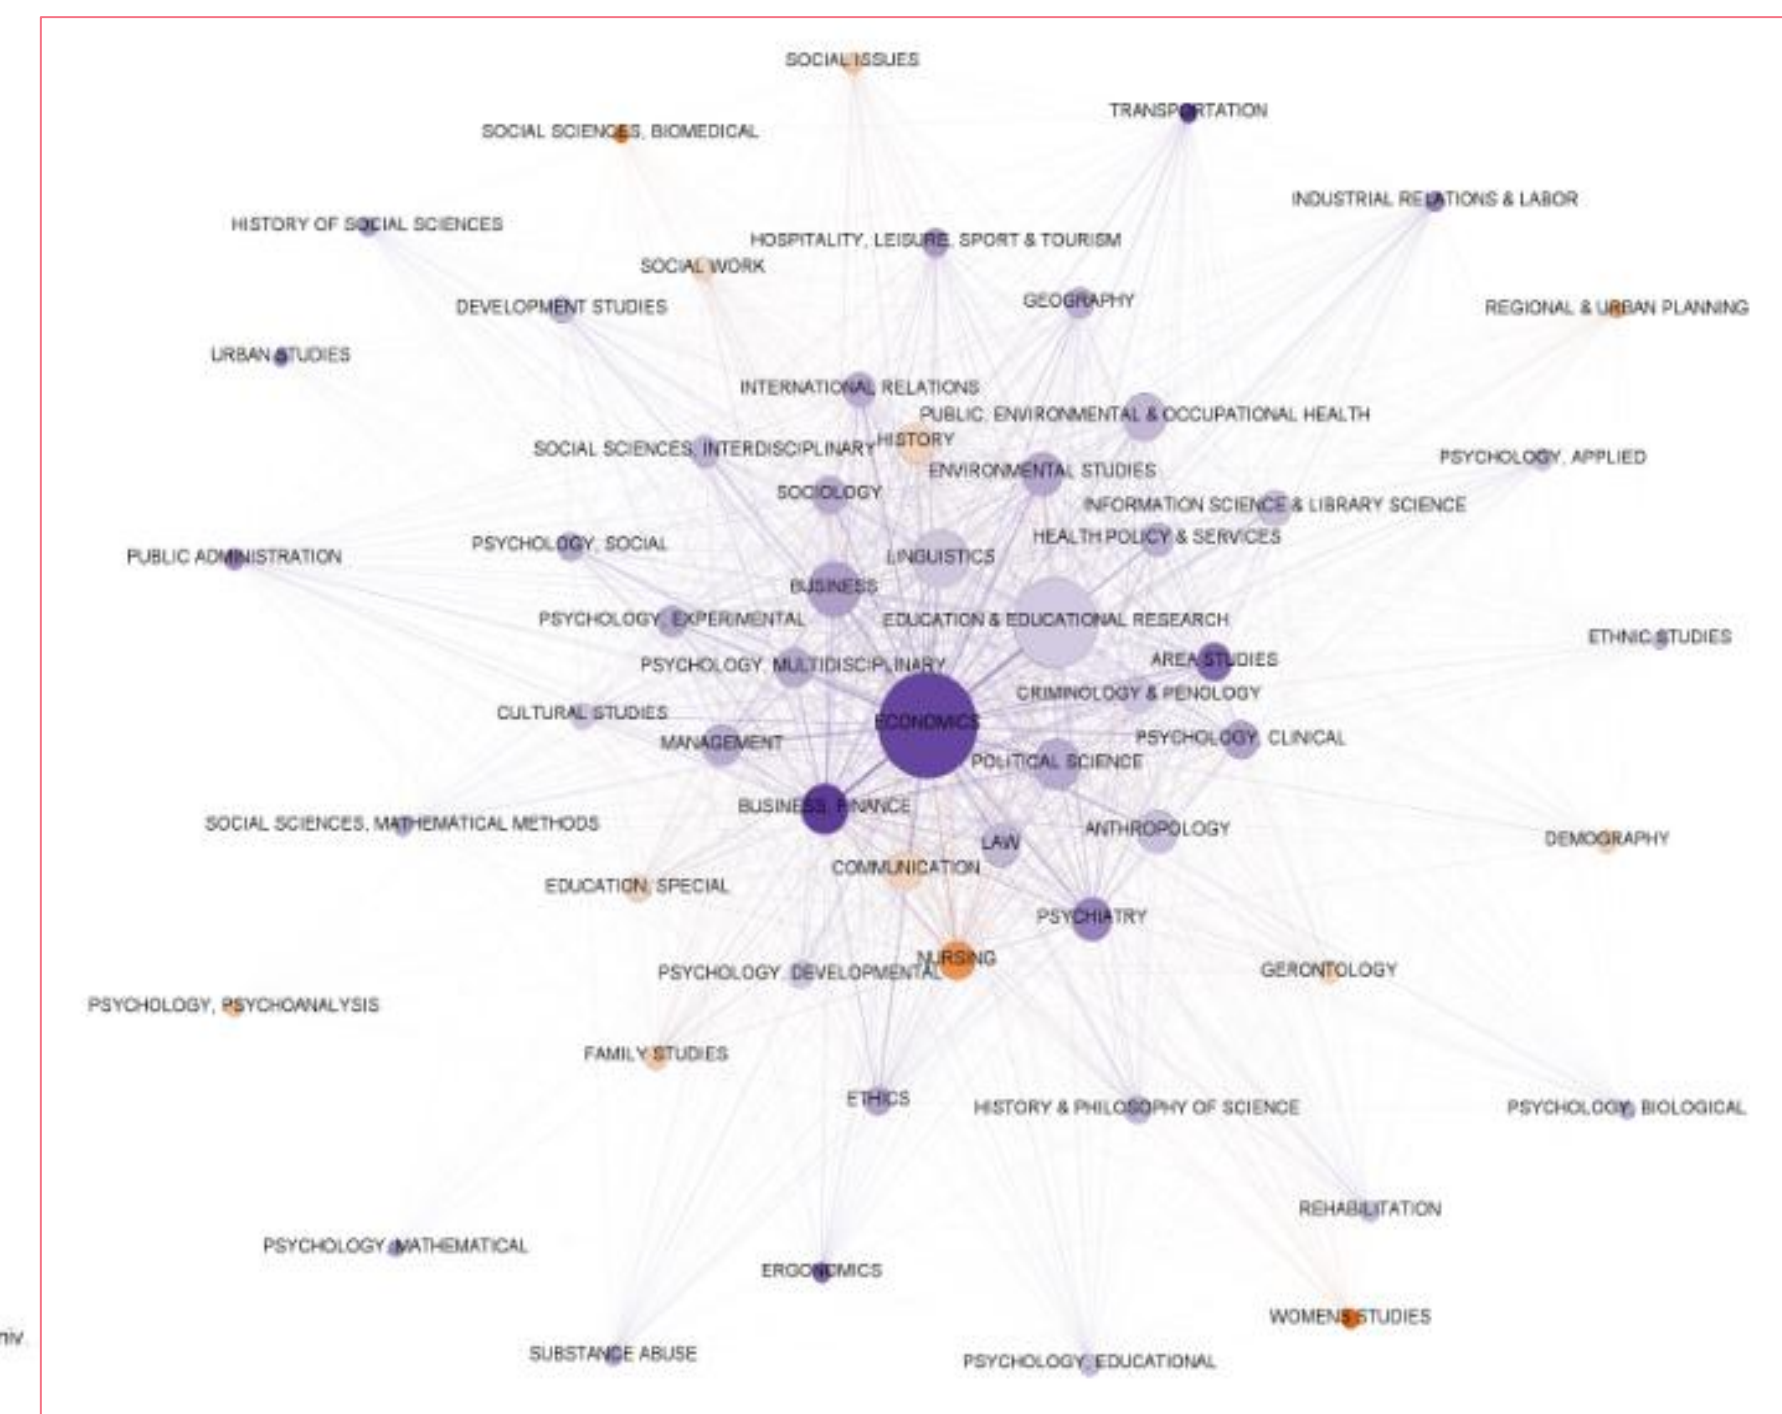 SOCIAL ISSUES
TRANSPORTATION
SOCIAL SCIENCES, BIOMEDICAL
INDUSTRIAL RELATIONS & LABOR
HISTORY OF SOCIAL SCIENCES
HOSPITALITY, LEISURE, SPORT & TOURISM
SOCIAL WORK
GEOGRAPHY
DEVELOPMENT STUDIES
REGIONAL & URBAN PLANNING
URBAN STUDIES
INTERNATIONAL RELATIONS
PUBLIC, ENVIRONMENTAL & OCCUPATIONAL HEALTH
HISTORY
SOCIAL SCIENCES, INTERDISCIPLINARY
PSYCHOLOGY, APPLIED
ENVIRONMENTAL STUDIES
SOCIOLOGY
INFORMATION SCIENCE & LIBRARY SCIENCE
HEALTH POLICY & SERVICES
PSYCHOLOGY, SOCIAL
PUBLIC ADMINISTRATION
LINGUISTICS
BUSINESS
PSYCHOLOGY, EXPERIMENTAL
EDUCATION & EDUCATIONAL RESEARCH
ETHNIC STUDIES
AREA STUDIES
PSYCHOLOGY, MULTIDISCIPLINARY
CRIMINOLOGY & PENOLOGY
CULTURAL STUDIES
ECONOMICS
PSYCHOLOGY, CLINICAL
MANAGEMENT
POLITICAL SCIENCE
BUSINESS, FINANCE
SOCIAL SCIENCES, MATHEMATICAL METHODS
ANTHROPOLOGY
DEMOGRAPHY
LAW
COMMUNICATION
EDUCATION, SPECIAL
PSYCHIATRY
NURSING
PSYCHOLOGY, DEVELOPMENTAL
GERONTOLOGY
PSYCHOLOGY, PSYCHOANALYSIS
FAMILY STUDIES
ETHICS
HISTORY & PHILOSOPHY OF SCIENCE
PSYCHOLOGY, BIOLOGICAL
REHABILITATION
PSYCHOLOGY, MATHEMATICAL
ERGONOMICS
WOMENS STUDIES
SUBSTANCE ABUSE
PSYCHOLOGY, EDUCATIONAL